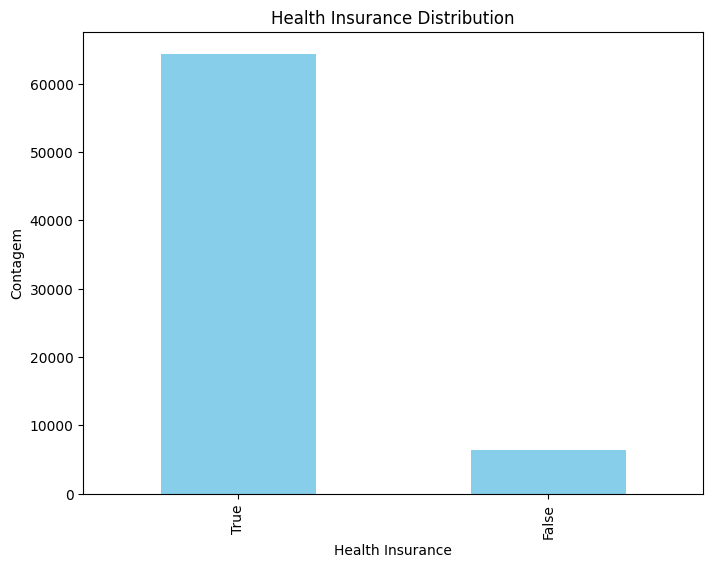 Health Insurance Distribution
60000
50000
40000
30000
20000
10000
0
Contagem
True
False
Health Insurance